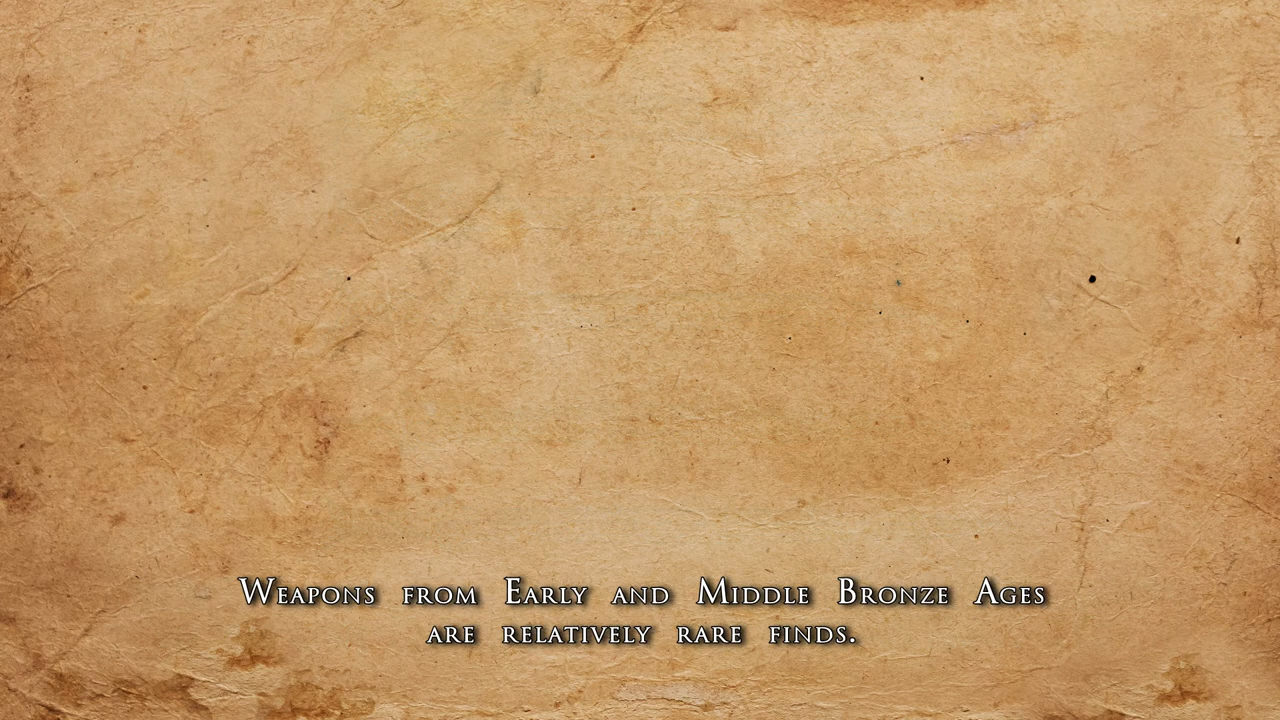 Weapons from Early and Middle Bronze Ages
are relatively rare finds.